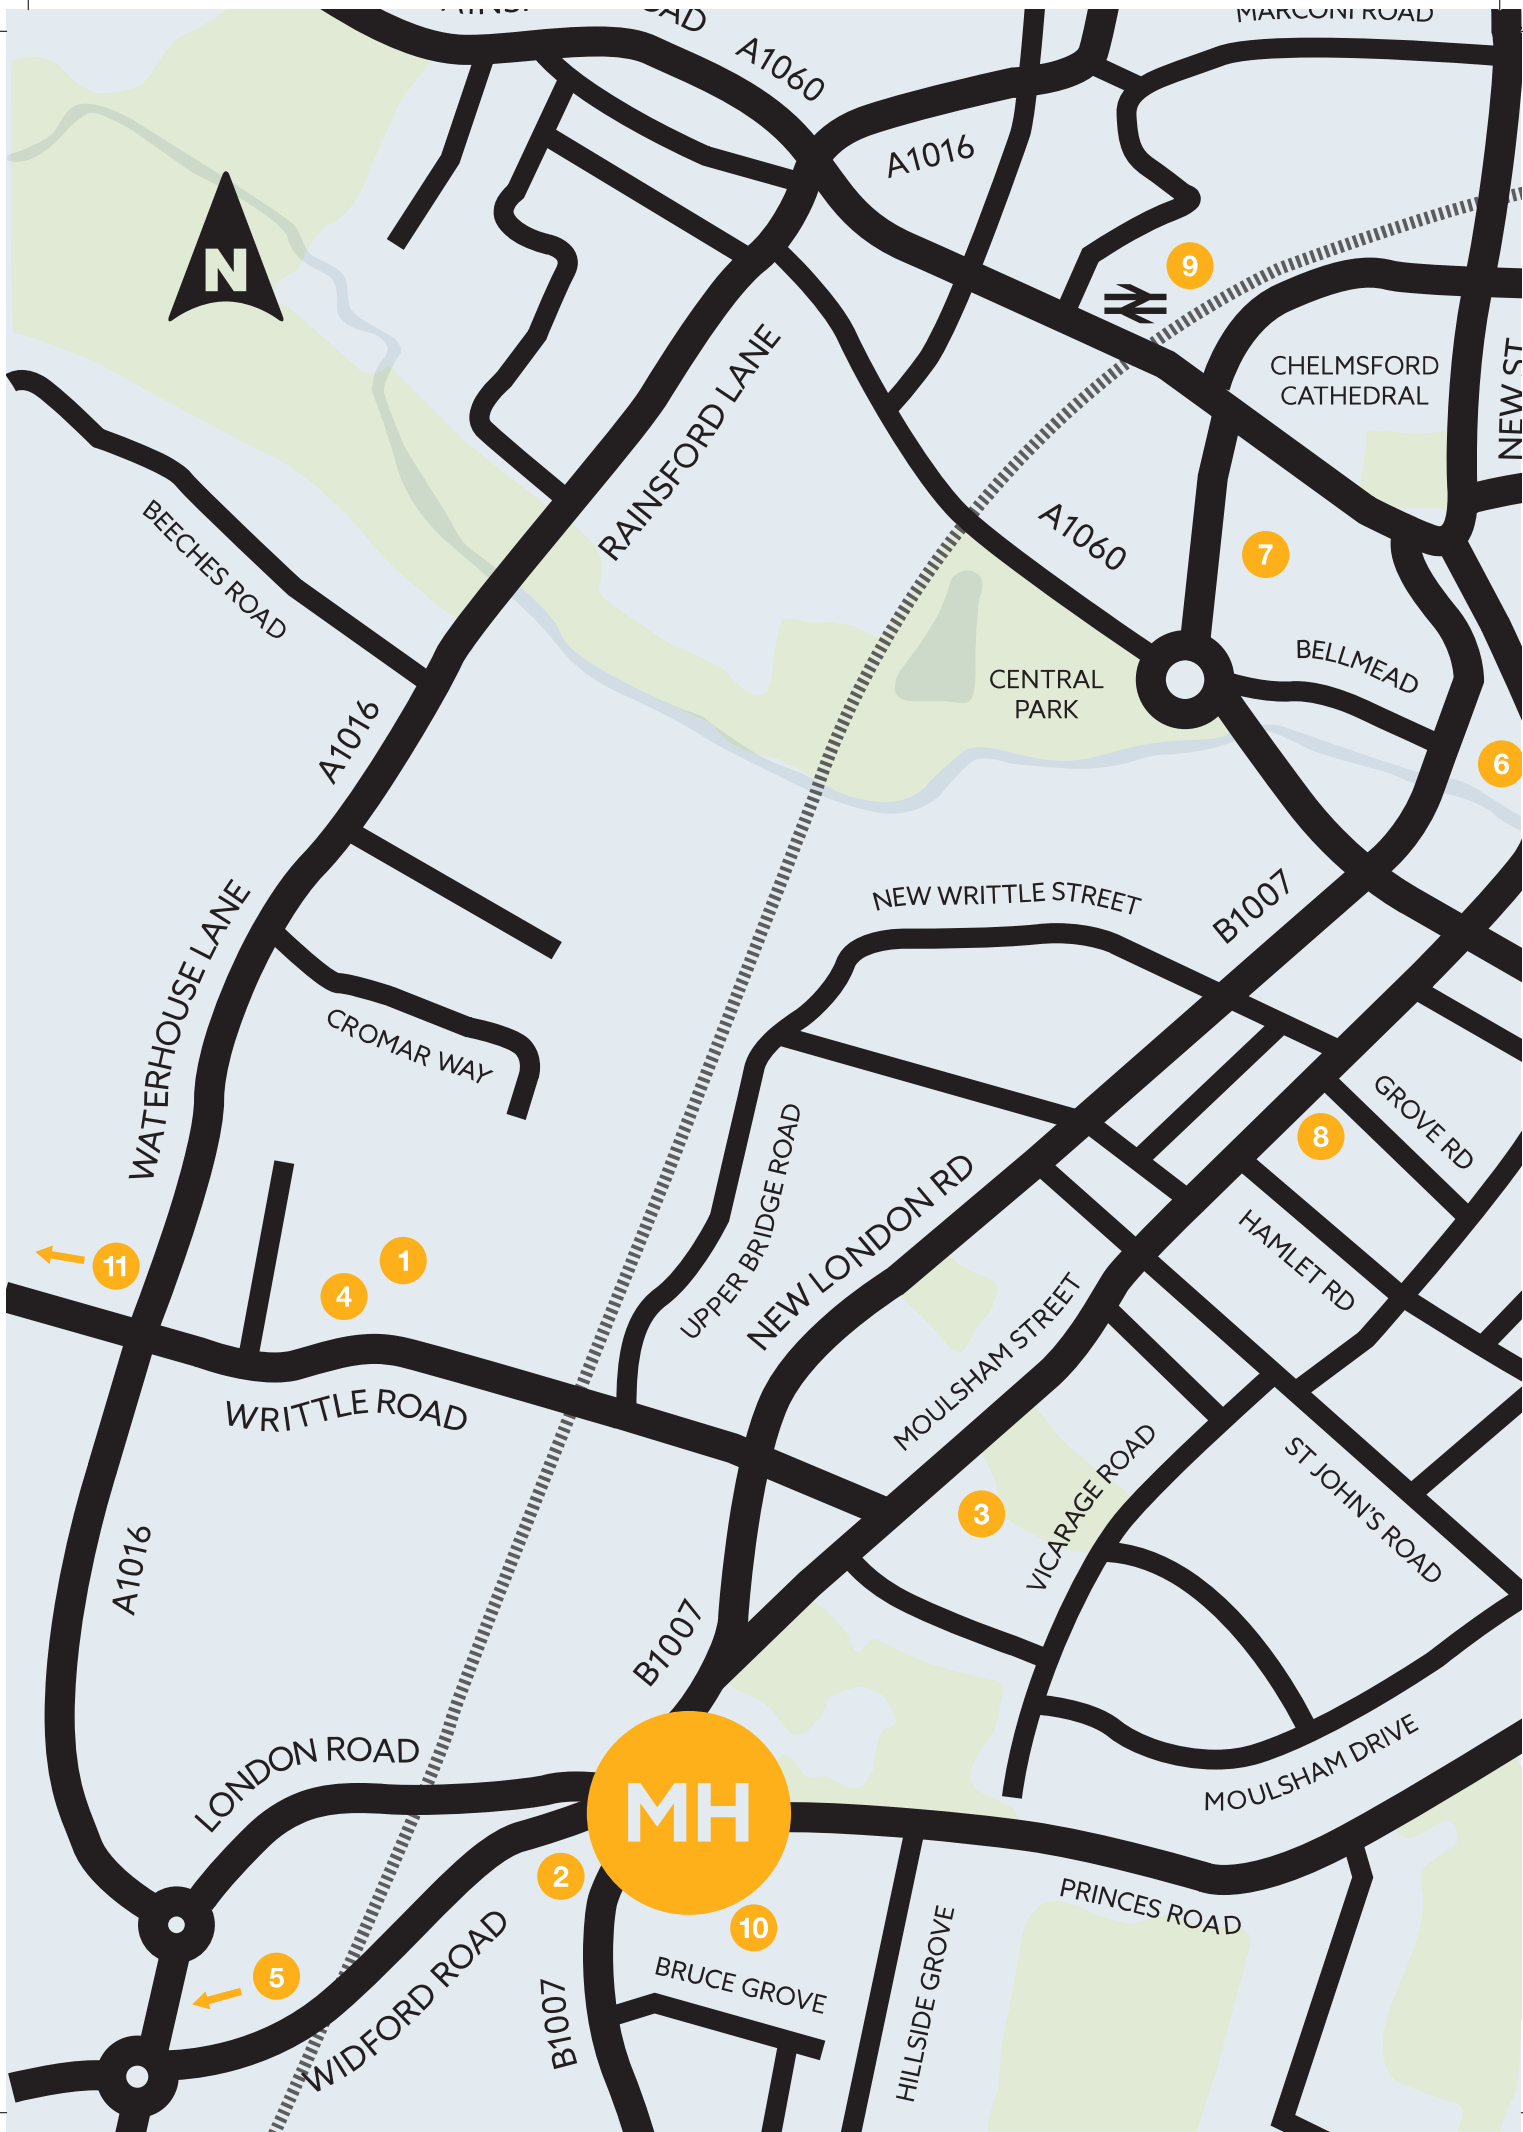 MARCONI ROAD
A1060
A1016
N
9
RAINSFORD LANE
CHELMSFORD
CATHEDRAL
NEW ST
BEECHES ROAD
A1060
7
BELLMEAD
CENTRAL
PARK
A1016
6
NEW WRITTLE STREET
B1007
WATERHOUSE LANE
CROMAR WAY
GROVE RD
8
UPPER BRIDGE ROAD
NEW LONDON RD
HAMLET RD
11
1
4
MOULSHAM STREET
WRITTLE ROAD
VICARAGE ROAD
ST JOHN'S ROAD
3
A1016
B1007
LONDON ROAD
MOULSHAM DRIVE
MH
2
PRINCES ROAD
10
5
WIDFORD ROAD
BRUCE GROVE
HILLSIDE GROVE
B1007